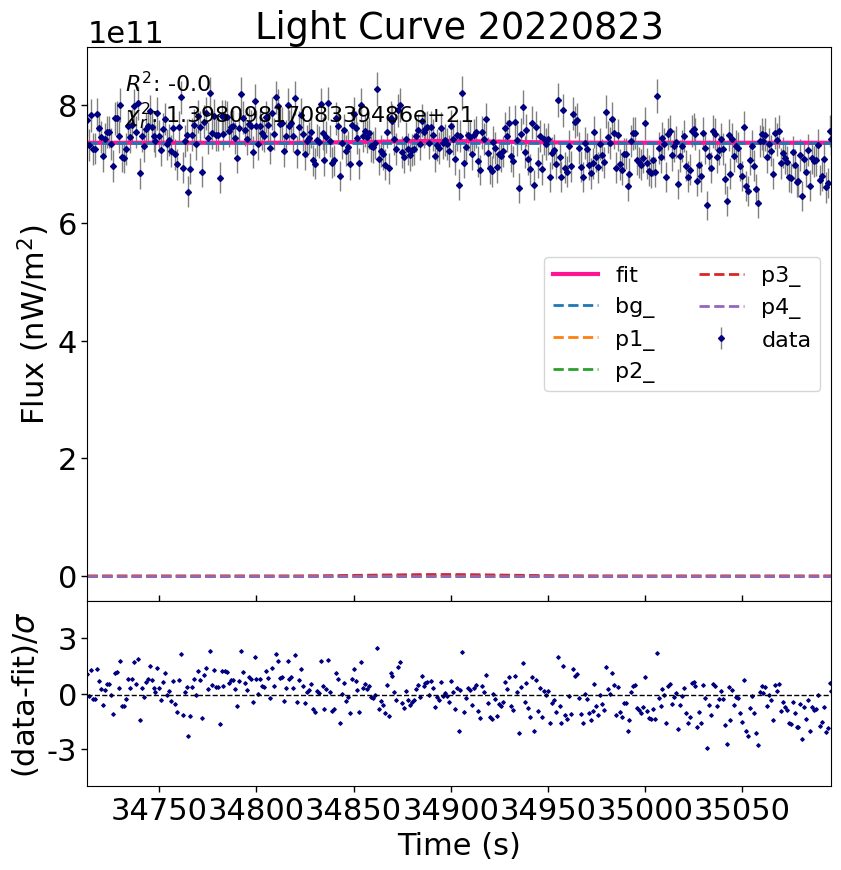 Light Curve 20220823
1e11
R²: -0.0
χ²ᵣ: 1.3980981708339486e+21
8
6
4
2
0
Flux (nW/m²)
fit
bg_
p1_
p2_
p3_
p4_
data
3
0
-3
(data-fit)/σ
34750 34800 34850 34900 34950 35000 35050
Time (s)